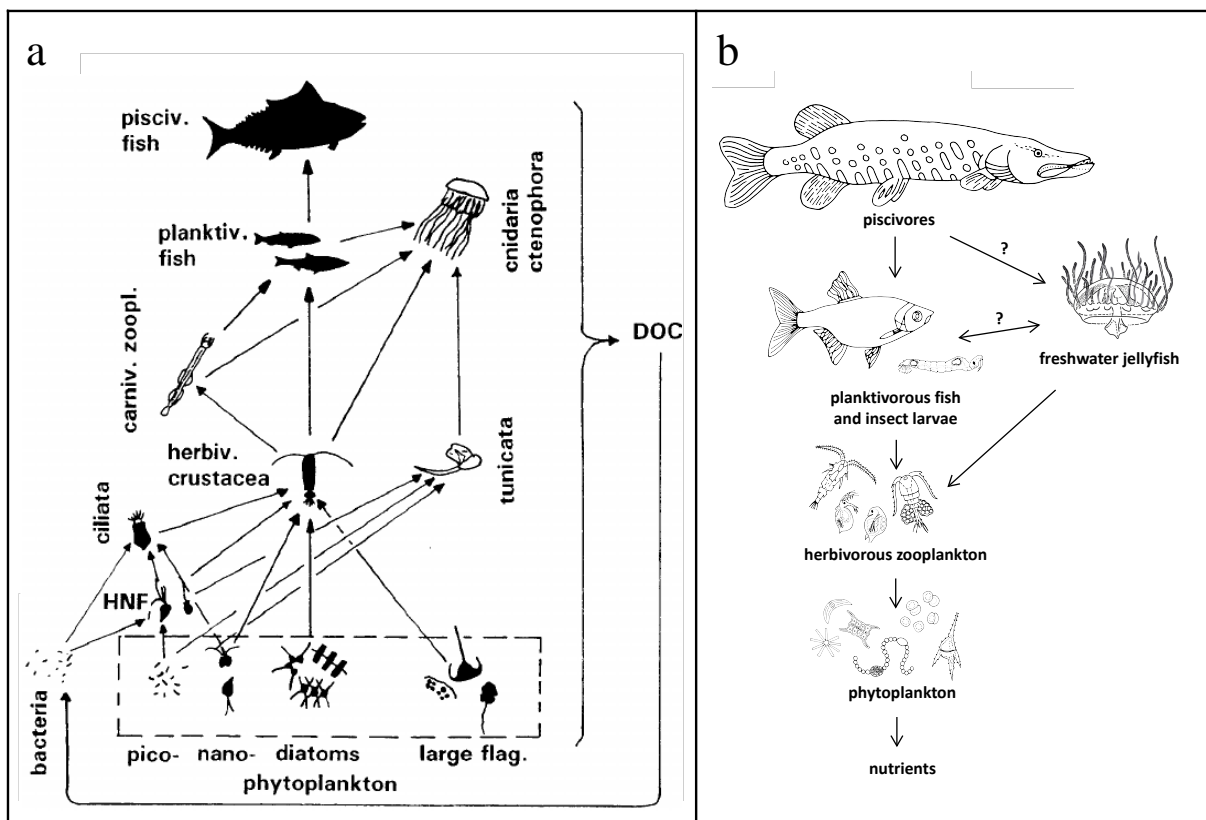 a
pisciv.
fish
planktiv.
fish
cnidaria
ctenophora
carniv. zoopl.
DOC
herbiv.
crustacea
tunicata
ciliata
HNF
bacteria
pico- nano- diatoms large flag.
phytoplankton
b
piscivores
?
?
freshwater jellyfish
planktivorous fish
and insect larvae
herbivorous zooplankton
phytoplankton
nutrients